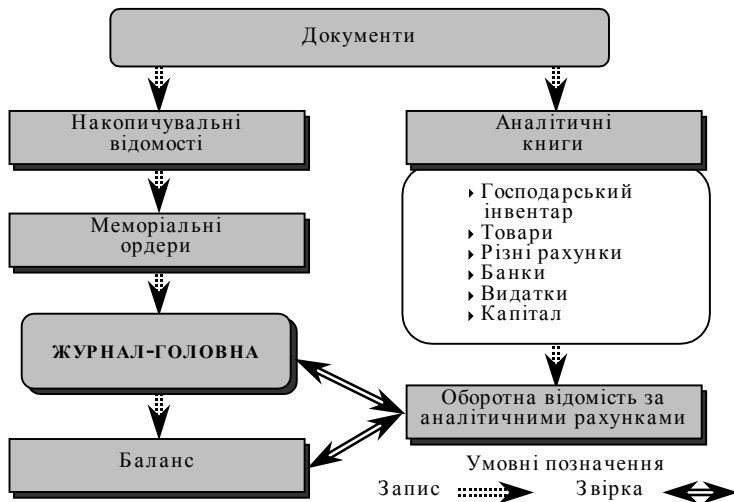 Документи
Накопичувальні
відомості
Аналітичні
книги
Господарський
інвентар
Товари
Різні рахунки
Банки
Видатки
Капітал
Меморіальні
ордери
ЖУРНАЛ-ГОЛОВНА
Оборотна відомість за
аналітичними рахунками
Баланс
Умовні позначення
Запис
Звірка